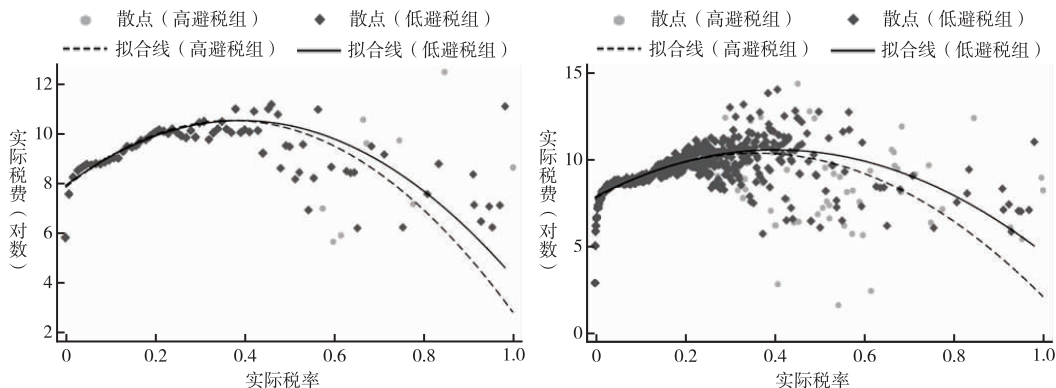 散点（高避税组） 散点（低避税组）
拟合线（高避税组） 拟合线（低避税组）
12
10
8
6
4
2
实际税费（对数）
0 0.2 0.4 0.6 0.8 1.0
实际税率
散点（高避税组） 散点（低避税组）
拟合线（高避税组） 拟合线（低避税组）
15
10
5
0
实际税费（对数）
0 0.2 0.4 0.6 0.8 1.0
实际税率